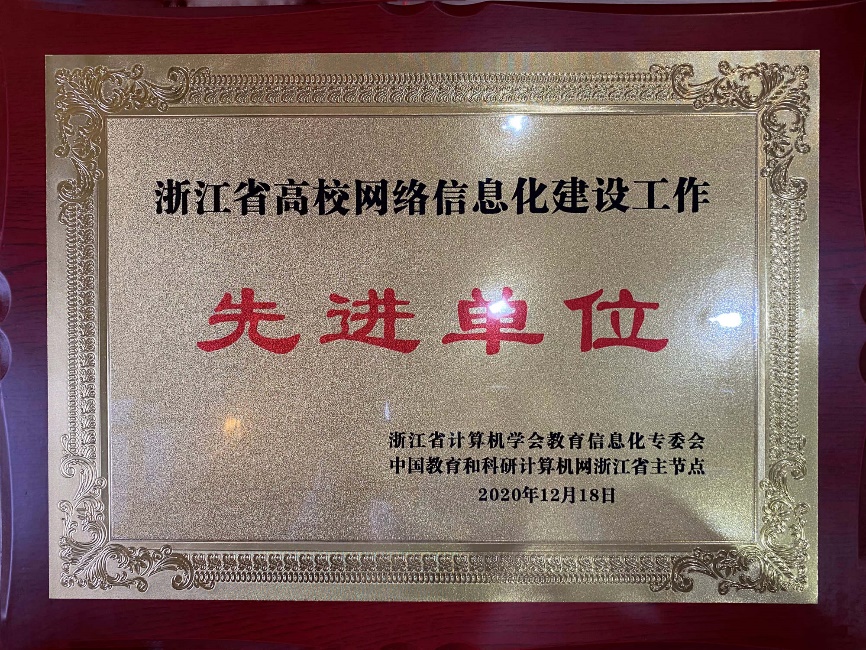 浙江省高校网络信息化建设工作
先进单位
浙江省计算机学会教育信息化专委会
中国教育和科研计算机网浙江省主节点
2020年12月18日